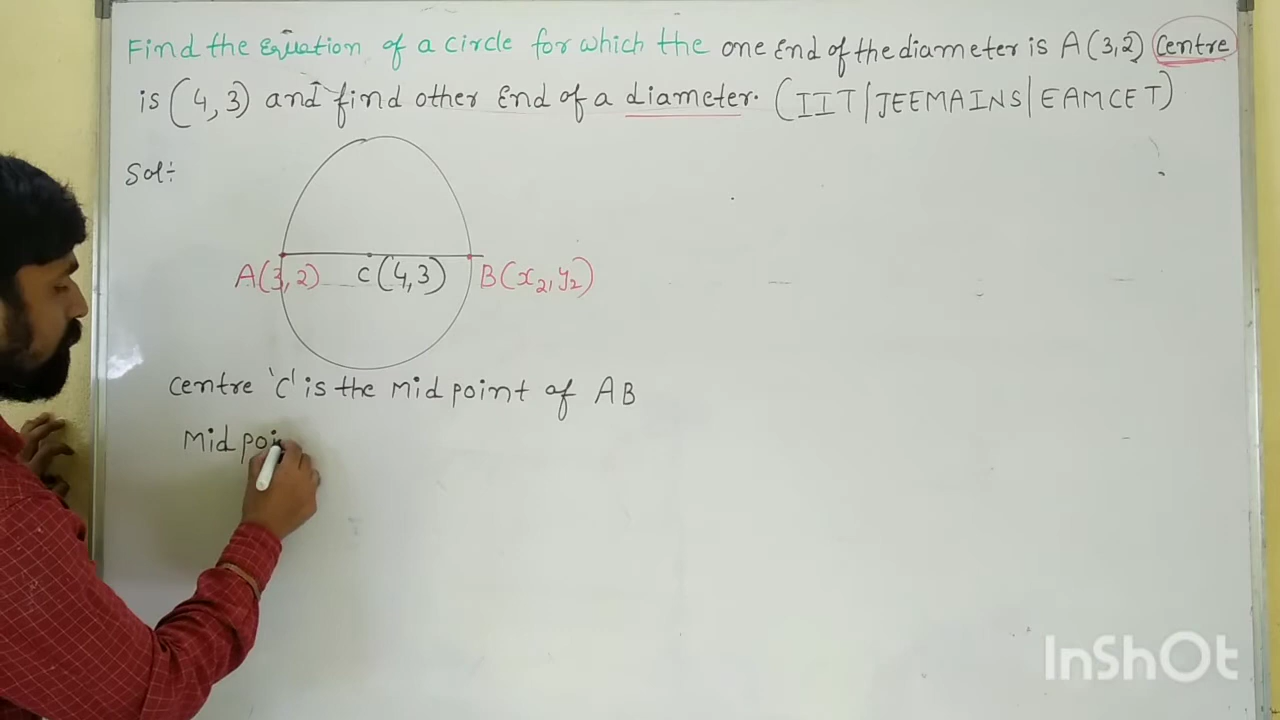 Find the Equation of a circle for which the one End of the diameter is A(3,2) Centre
is (4,3) and find other End of a diameter. (IIT/JEEMAINS/EAMCET)
Sol:
A(3,2) C(4,3) B(x₂,y₂)
Centre 'C' is the Mid point of AB
Mid poi
InShOt